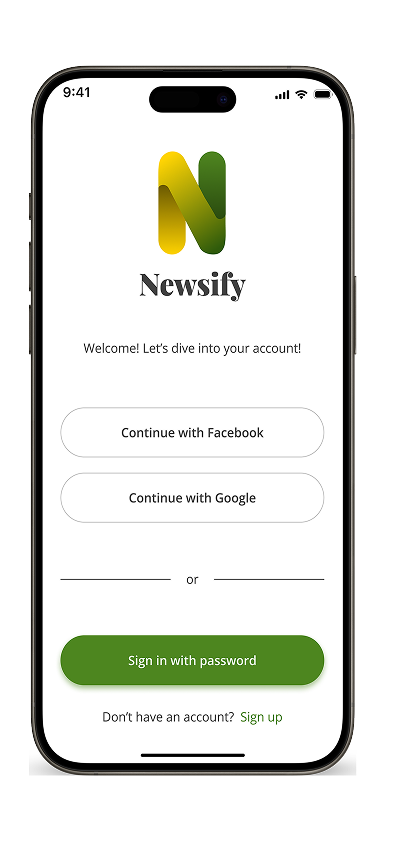 9:41
Newsify
Welcome! Let’s dive into your account!
Continue with Facebook
Continue with Google
or
Sign in with password
Don’t have an account? Sign up